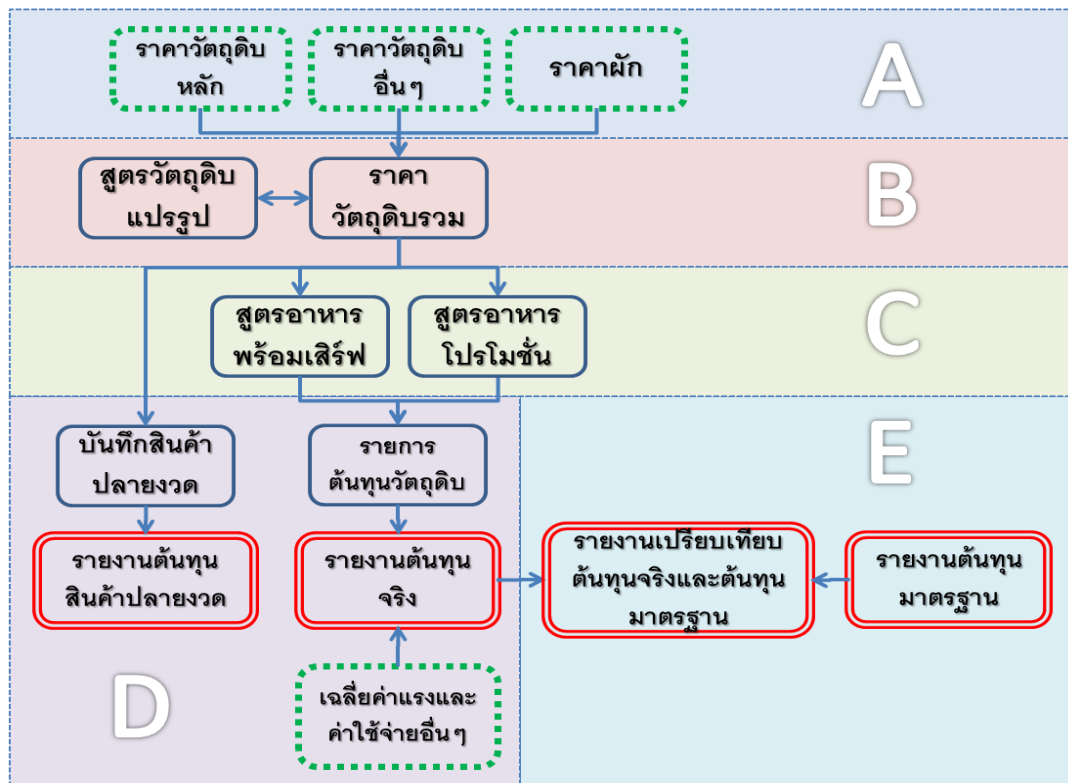 ราคาวัตถุดิบ
หลัก
ราคาวัตถุดิบ
อื่นๆ
ราคาผัก
A
สูตรวัตถุดิบ
แปรรูป
ราคา
วัตถุดิบรวม
B
สูตรอาหาร
พร้อมเสิร์ฟ
สูตรอาหาร
โปรโมชั่น
C
บันทึกสินค้า
ปลายงวด
รายการ
ต้นทุนวัตถุดิบ
E
รายงานต้นทุน
สินค้าปลายงวด
รายงานต้นทุน
จริง
รายงานเปรียบเทียบ
ต้นทุนจริงและต้นทุน
มาตรฐาน
รายงานต้นทุน
มาตรฐาน
D
เฉลี่ยค่าแรงและ
ค่าใช้จ่ายอื่นๆ